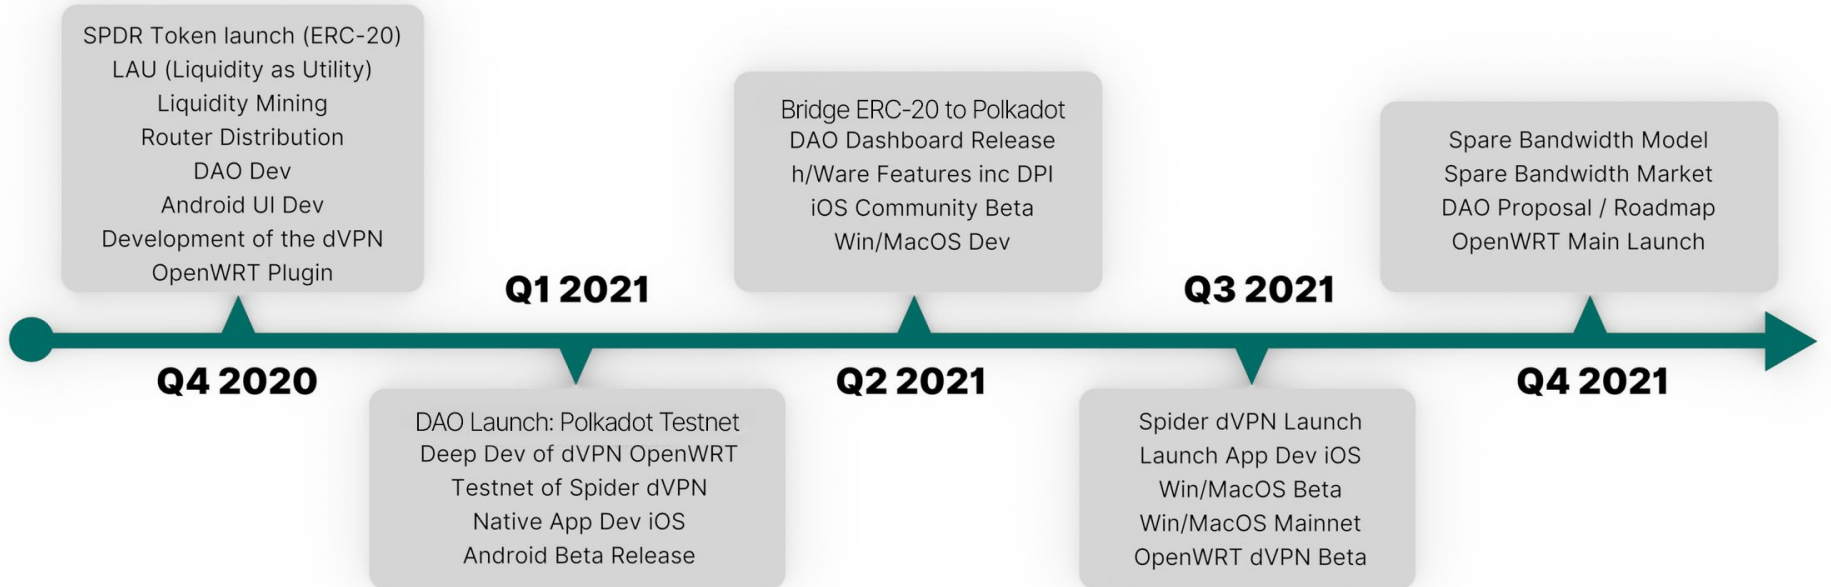 SPDR Token launch (ERC-20)
LAU (Liquidity as Utility)
Liquidity Mining
Router Distribution
DAO Dev
Android UI Dev
Development of the dVPN
OpenWRT Plugin
Q4 2020
Q1 2021
DAO Launch: Polkadot Testnet
Deep Dev of dVPN OpenWRT
Testnet of Spider dVPN
Native App Dev iOS
Android Beta Release
Bridge ERC-20 to Polkadot
DAO Dashboard Release
h/Ware Features inc DPI
iOS Community Beta
Win/MacOS Dev
Q2 2021
Q3 2021
Spider dVPN Launch
Launch App Dev iOS
Win/MacOS Beta
Win/MacOS Mainnet
OpenWRT dVPN Beta
Spare Bandwidth Model
Spare Bandwidth Market
DAO Proposal / Roadmap
OpenWRT Main Launch
Q4 2021